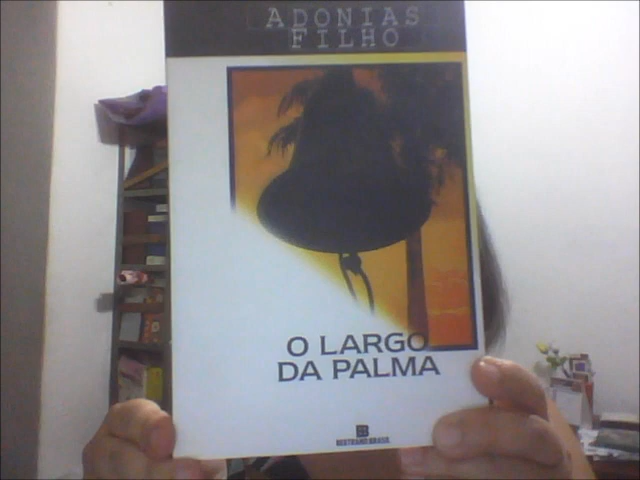 ADONIAS
FILHO
O LARGO
DA PALMA
BERTRAND BRASIL